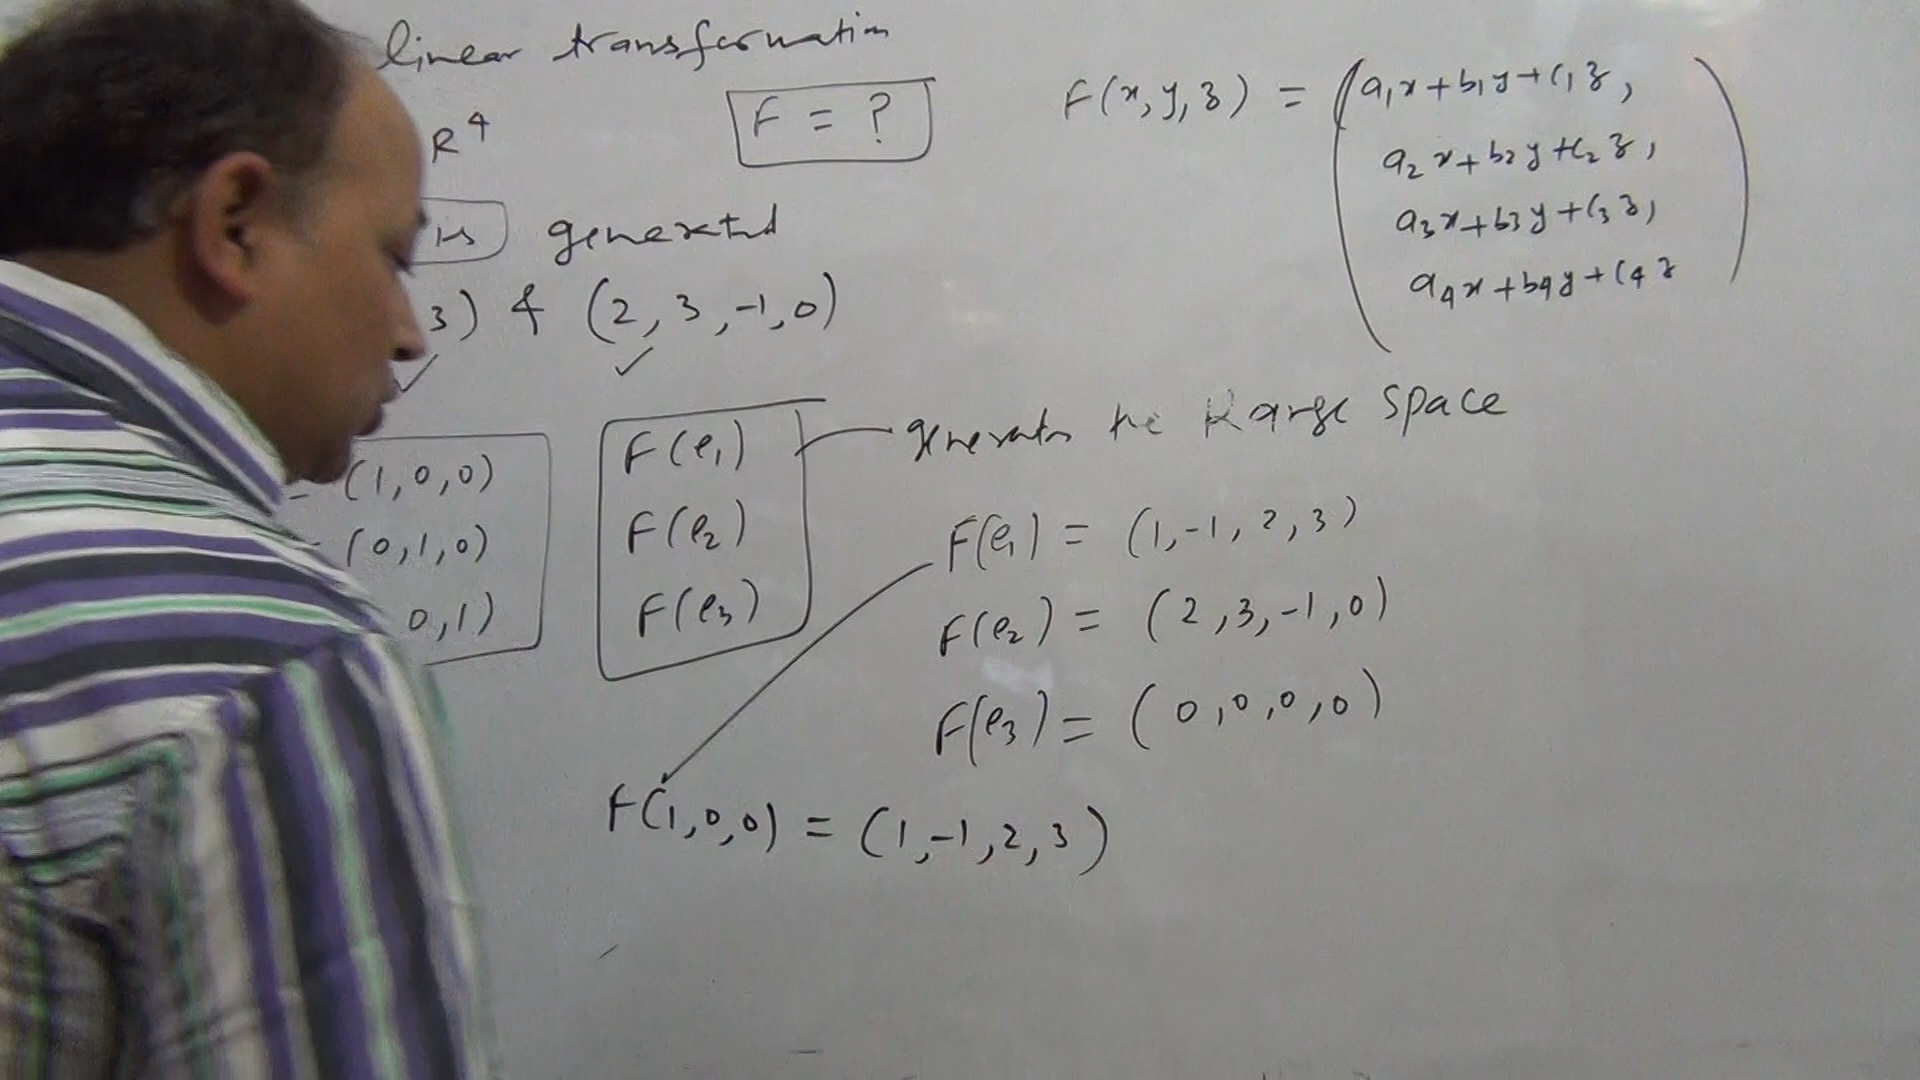 linear transformation
R⁴
F = ?
is generated
3) & (2, 3, -1, 0)
F(x, y, z) = (a₁x + b₁y + c₁z,
a₂x + b₂y + c₂z,
a₃x + b₃y + c₃z,
a₄x + b₄y + c₄z)
= (1, 0, 0)
= (0, 1, 0)
0, 1)
F(e₁)
F(e₂)
F(e₃)
generates the Range Space
F(e₁) = (1, -1, 2, 3)
F(e₂) = (2, 3, -1, 0)
F(e₃) = (0, 0, 0, 0)
F(1, 0, 0) = (1, -1, 2, 3)